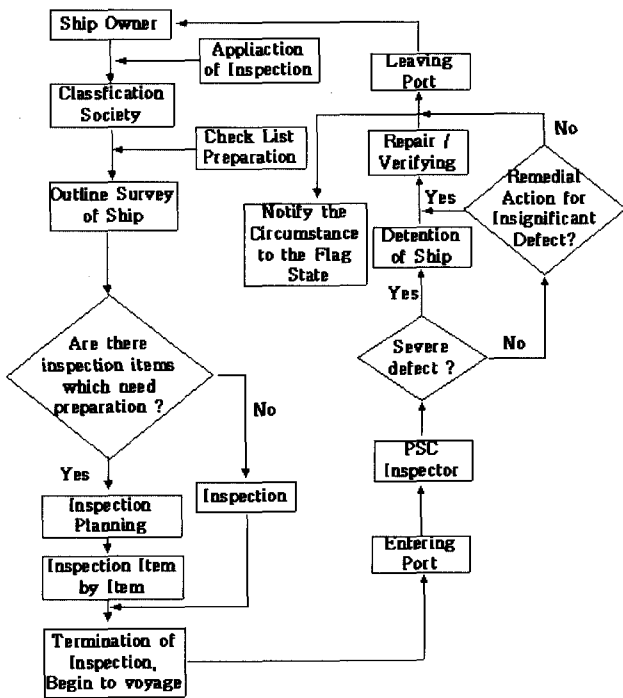 Ship Owner
Appliaction
of Inspection
Classfication
Society
Check List
Preparation
Outline Survey
of Ship
Are there
inspection items
which need
preparation ?
No
Yes
Inspection
Planning
Inspection
Inspection Item
by Item
Termination of
Inspection,
Begin to voyage
Entering
Port
PSC
Inspector
Severe
defect ?
Yes
No
Detention
of Ship
Remedial
Action for
Insignificant
Defect?
Yes
No
Repair /
Verifying
Notify the
Circumstance
to the Flag
State
Leaving
Port